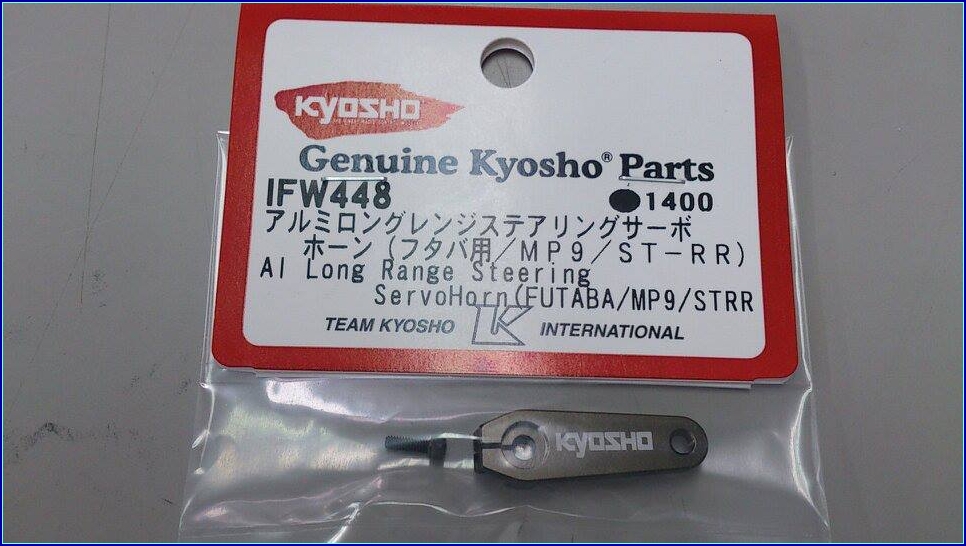 KYOSHO
Genuine Kyosho® Parts
IFW448 ●1400
アルミロングレンジステアリングサーボ
ホーン(フタバ用/MP9/ST-RR)
Al Long Range Steering
ServoHorn(FUTABA/MP9/STRR
TEAM KYOSHO K INTERNATIONAL
KYOSHO